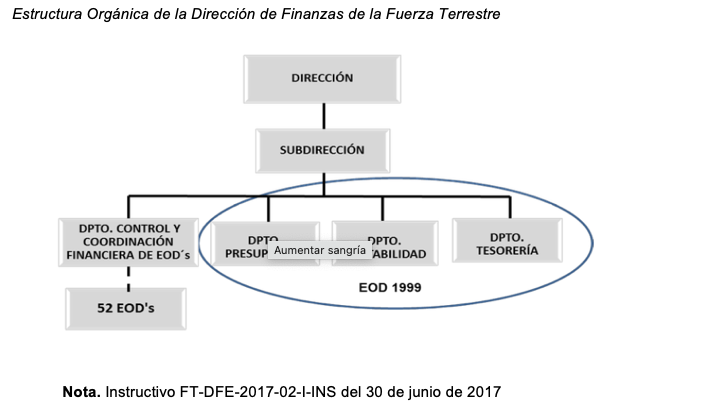 Estructura Orgánica de la Dirección de Finanzas de la Fuerza Terrestre
DIRECCIÓN
SUBDIRECCIÓN
DPTO. CONTROL Y
COORDINACIÓN
FINANCIERA DE EOD´s
DPTO.
DPTO.
DPTO.
TESORERÍA
Aumentar sangría
52 EOD's
EOD 1999
Nota. Instructivo FT-DFE-2017-02-I-INS del 30 de junio de 2017